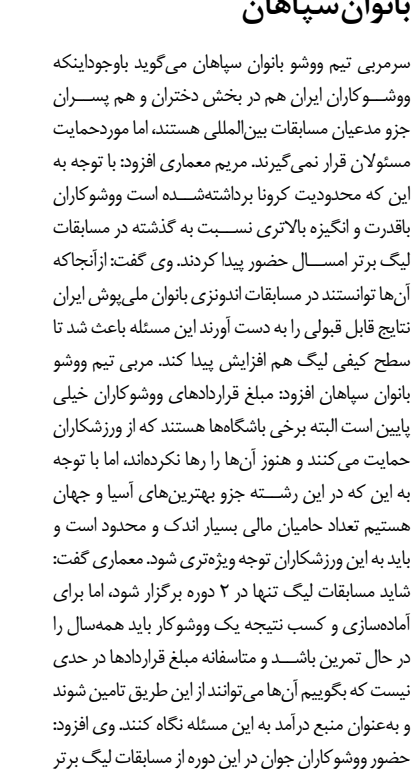 بانوان سپاهان
سرمربی تیم ووشو بانوان سپاهان می‌گوید باوجوداینکه
ووشوکاران ایران هم در بخش دختران و هم پسران
جزو مدعیان مسابقات بین‌المللی هستند، اما موردحمایت
مسئولان قرار نمی‌گیرند. مریم معماری افزود: با توجه به
این که محدودیت کرونا برداشته‌شده است ووشوکاران
باقدرت و انگیزه بالاتری نسبت به گذشته در مسابقات
لیگ برتر امسال حضور پیدا کردند. وی گفت: ازآنجاکه
آن‌ها توانستند در مسابقات اندونزی بانوان ملی‌پوش ایران
نتایج قابل قبولی را به دست آورند این مسئله باعث شد تا
سطح کیفی لیگ هم افزایش پیدا کند. مربی تیم ووشو
بانوان سپاهان افزود: مبلغ قراردادهای ووشوکاران خیلی
پایین است البته برخی باشگاه‌ها هستند که از ورزشکاران
حمایت می‌کنند و هنوز آن‌ها را رها نکرده‌اند، اما با توجه
به این که در این رشته جزو بهترین‌های آسیا و جهان
هستیم تعداد حامیان مالی بسیار اندک و محدود است و
باید به این ورزشکاران توجه ویژه‌تری شود. معماری گفت:
شاید مسابقات لیگ تنها در ۲ دوره برگزار شود، اما برای
آماده‌سازی و کسب نتیجه یک ووشوکار باید همه‌سال را
در حال تمرین باشد و متاسفانه مبلغ قراردادها در حدی
نیست که بگوییم آن‌ها می‌توانند از این طریق تامین شوند
و به‌عنوان منبع درآمد به این مسئله نگاه کنند. وی افزود:
حضور ووشوکاران جوان در این دوره از مسابقات لیگ برتر